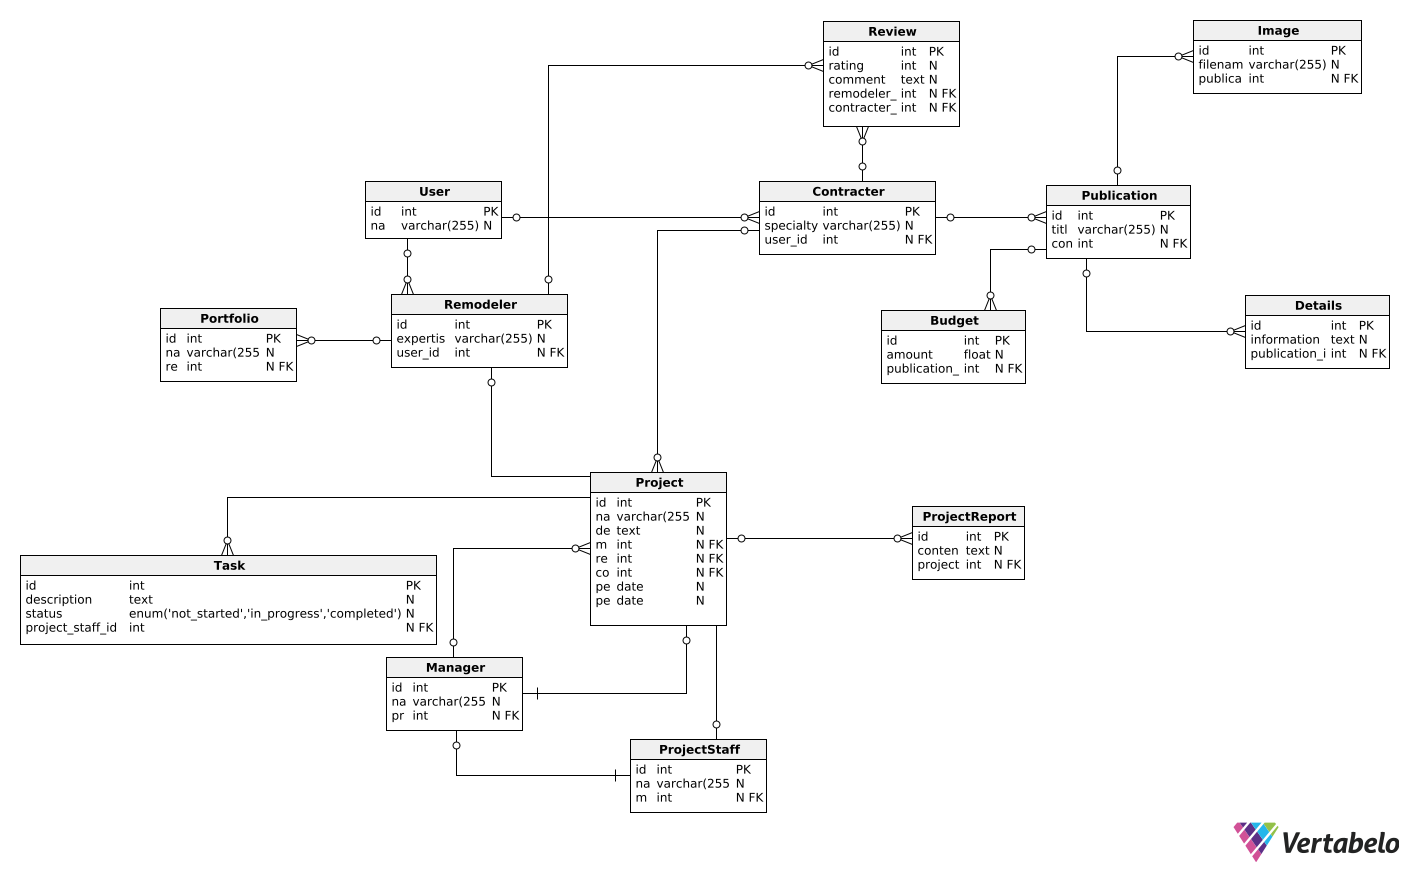 Review
id int PK
rating int N
comment text N
remodeler_ int N FK
contracter_ int N FK
Image
id int PK
filenam varchar(255) N
publica int N FK
User
id int PK
na varchar(255) N
Contracter
id int PK
specialty varchar(255) N
user_id int N FK
Publication
id int PK
titl varchar(255) N
con int N FK
Portfolio
id int PK
na varchar(255 N
re int N FK
Remodeler
id int PK
expertis varchar(255) N
user_id int N FK
Budget
id int PK
amount float N
publication_ int N FK
Details
id int PK
information text N
publication_i int N FK
Project
id int PK
na varchar(255 N
de text N
m int N FK
re int N FK
co int N FK
pe date N
pe date N
ProjectReport
id int PK
conten text N
project int N FK
Task
id int PK
description text N
status enum('not_started','in_progress','completed') N
project_staff_id int N FK
Manager
id int PK
na varchar(255 N
pr int N FK
ProjectStaff
id int PK
na varchar(255 N
m int N FK
Vertabelo